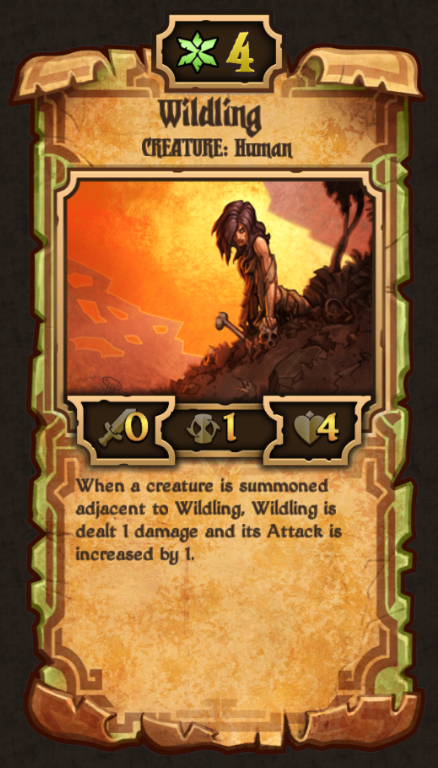 4
Wildling
CREATURE: Human
0 1 4
When a creature is summoned
adjacent to Wildling, Wildling is
dealt 1 damage and its Attack is
increased by 1.